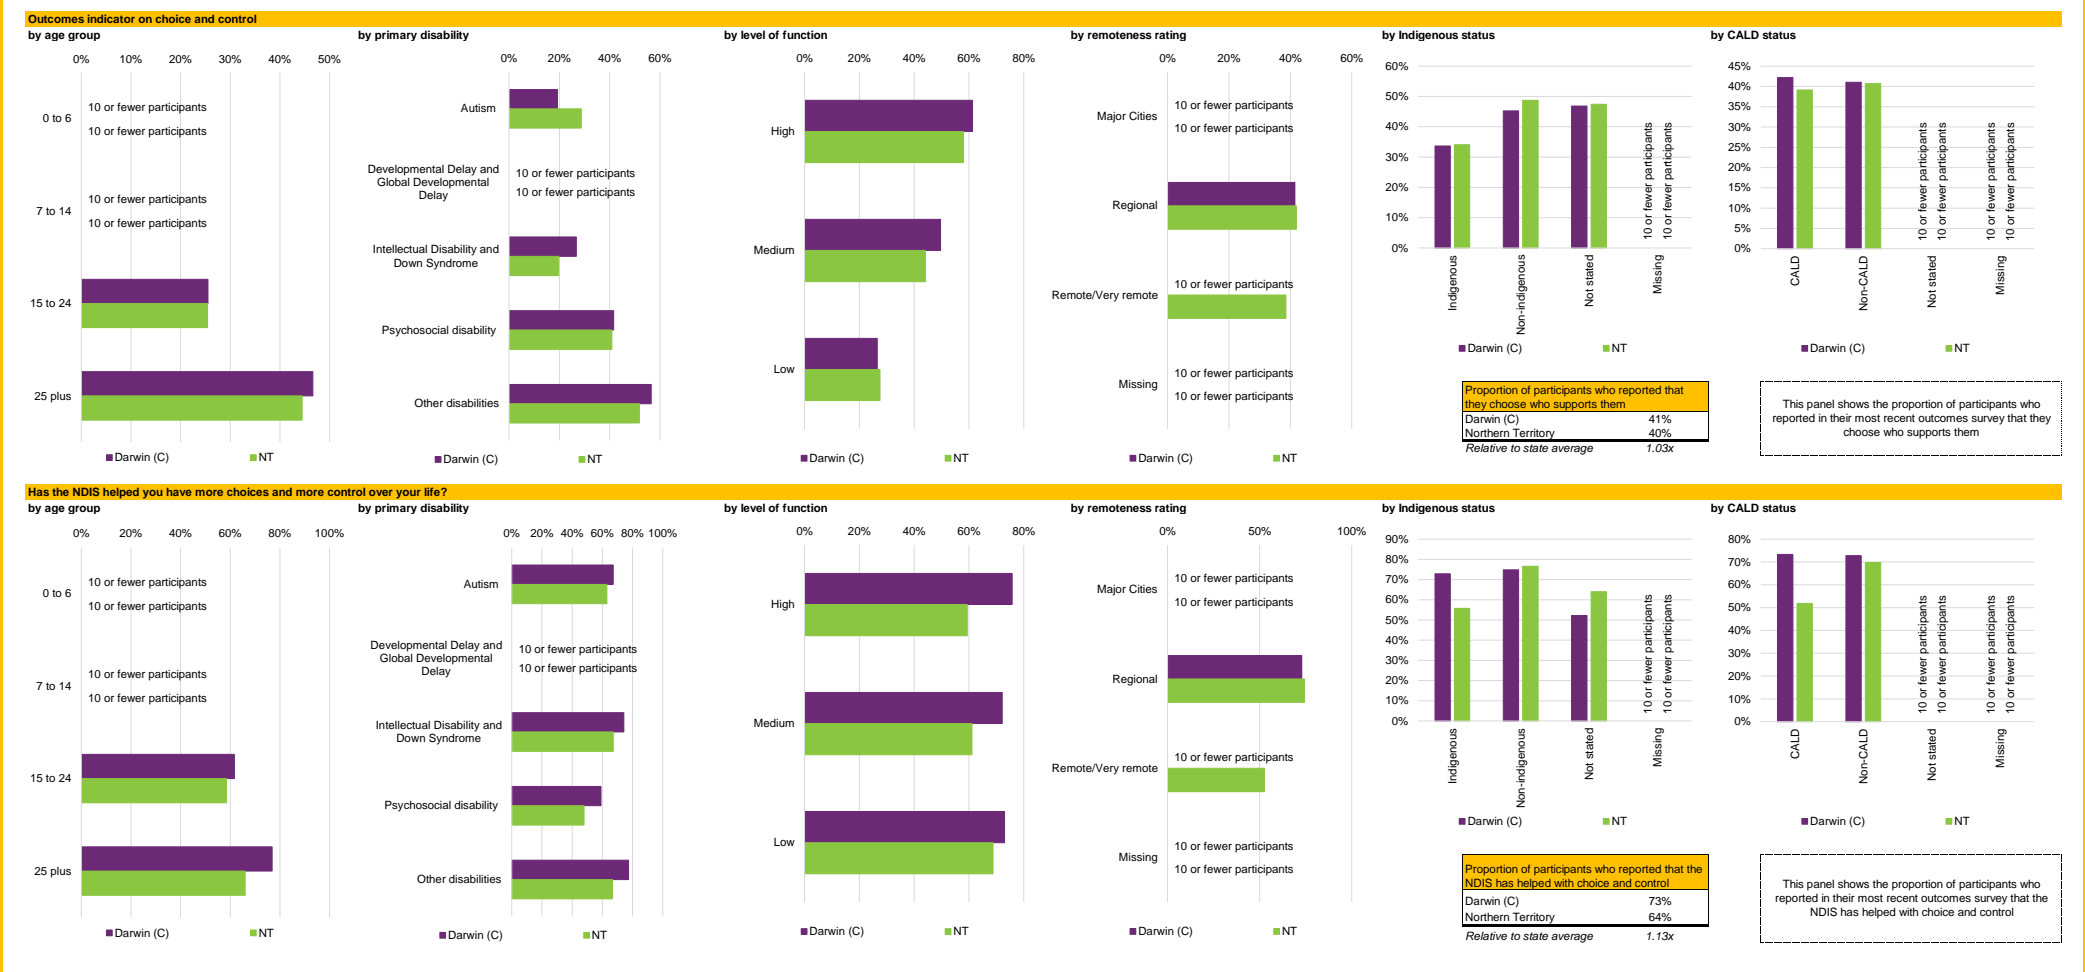 Outcomes indicator on choice and control
by age group
0% 10% 20% 30% 40% 50%
0 to 6
10 or fewer participants
10 or fewer participants
7 to 14
10 or fewer participants
10 or fewer participants
15 to 24
25 plus
Darwin (C) NT
by primary disability
0% 20% 40% 60%
Autism
Developmental Delay and
Global Developmental
Delay
10 or fewer participants
10 or fewer participants
Intellectual Disability and
Down Syndrome
Psychosocial disability
Other disabilities
Darwin (C) NT
by level of function
0% 20% 40% 60% 80%
High
Medium
Low
Darwin (C) NT
by remoteness rating
0% 20% 40% 60%
Major Cities
10 or fewer participants
10 or fewer participants
Regional
Remote/Very remote
10 or fewer participants
Missing
10 or fewer participants
10 or fewer participants
Darwin (C) NT
by Indigenous status
60%
50%
40%
30%
20%
10%
0%
10 or fewer participants
10 or fewer participants
Indigenous
Non-indigenous
Not stated
Missing
Darwin (C) NT
Proportion of participants who reported that
they choose who supports them
Darwin (C) 41%
Northern Territory 40%
Relative to state average 1.03x
by CALD status
45%
40%
35%
30%
25%
20%
15%
10%
5%
0%
10 or fewer participants
10 or fewer participants
10 or fewer participants
10 or fewer participants
CALD
Non-CALD
Not stated
Missing
Darwin (C) NT
This panel shows the proportion of participants who
reported in their most recent outcomes survey that they
choose who supports them
Has the NDIS helped you have more choices and more control over your life?
by age group
0% 20% 40% 60% 80% 100%
0 to 6
10 or fewer participants
10 or fewer participants
7 to 14
10 or fewer participants
10 or fewer participants
15 to 24
25 plus
Darwin (C) NT
by primary disability
0% 20% 40% 60% 80% 100%
Autism
Developmental Delay and
Global Developmental
Delay
10 or fewer participants
10 or fewer participants
Intellectual Disability and
Down Syndrome
Psychosocial disability
Other disabilities
Darwin (C) NT
by level of function
0% 20% 40% 60% 80%
High
Medium
Low
Darwin (C) NT
by remoteness rating
0% 50% 100%
Major Cities
10 or fewer participants
10 or fewer participants
Regional
Remote/Very remote
10 or fewer participants
Missing
10 or fewer participants
10 or fewer participants
Darwin (C) NT
by Indigenous status
90%
80%
70%
60%
50%
40%
30%
20%
10%
0%
10 or fewer participants
10 or fewer participants
Indigenous
Non-indigenous
Not stated
Missing
Darwin (C) NT
Proportion of participants who reported that the
NDIS has helped with choice and control
Darwin (C) 73%
Northern Territory 64%
Relative to state average 1.13x
by CALD status
80%
70%
60%
50%
40%
30%
20%
10%
0%
10 or fewer participants
10 or fewer participants
10 or fewer participants
10 or fewer participants
CALD
Non-CALD
Not stated
Missing
Darwin (C) NT
This panel shows the proportion of participants who
reported in their most recent outcomes survey that the
NDIS has helped with choice and control